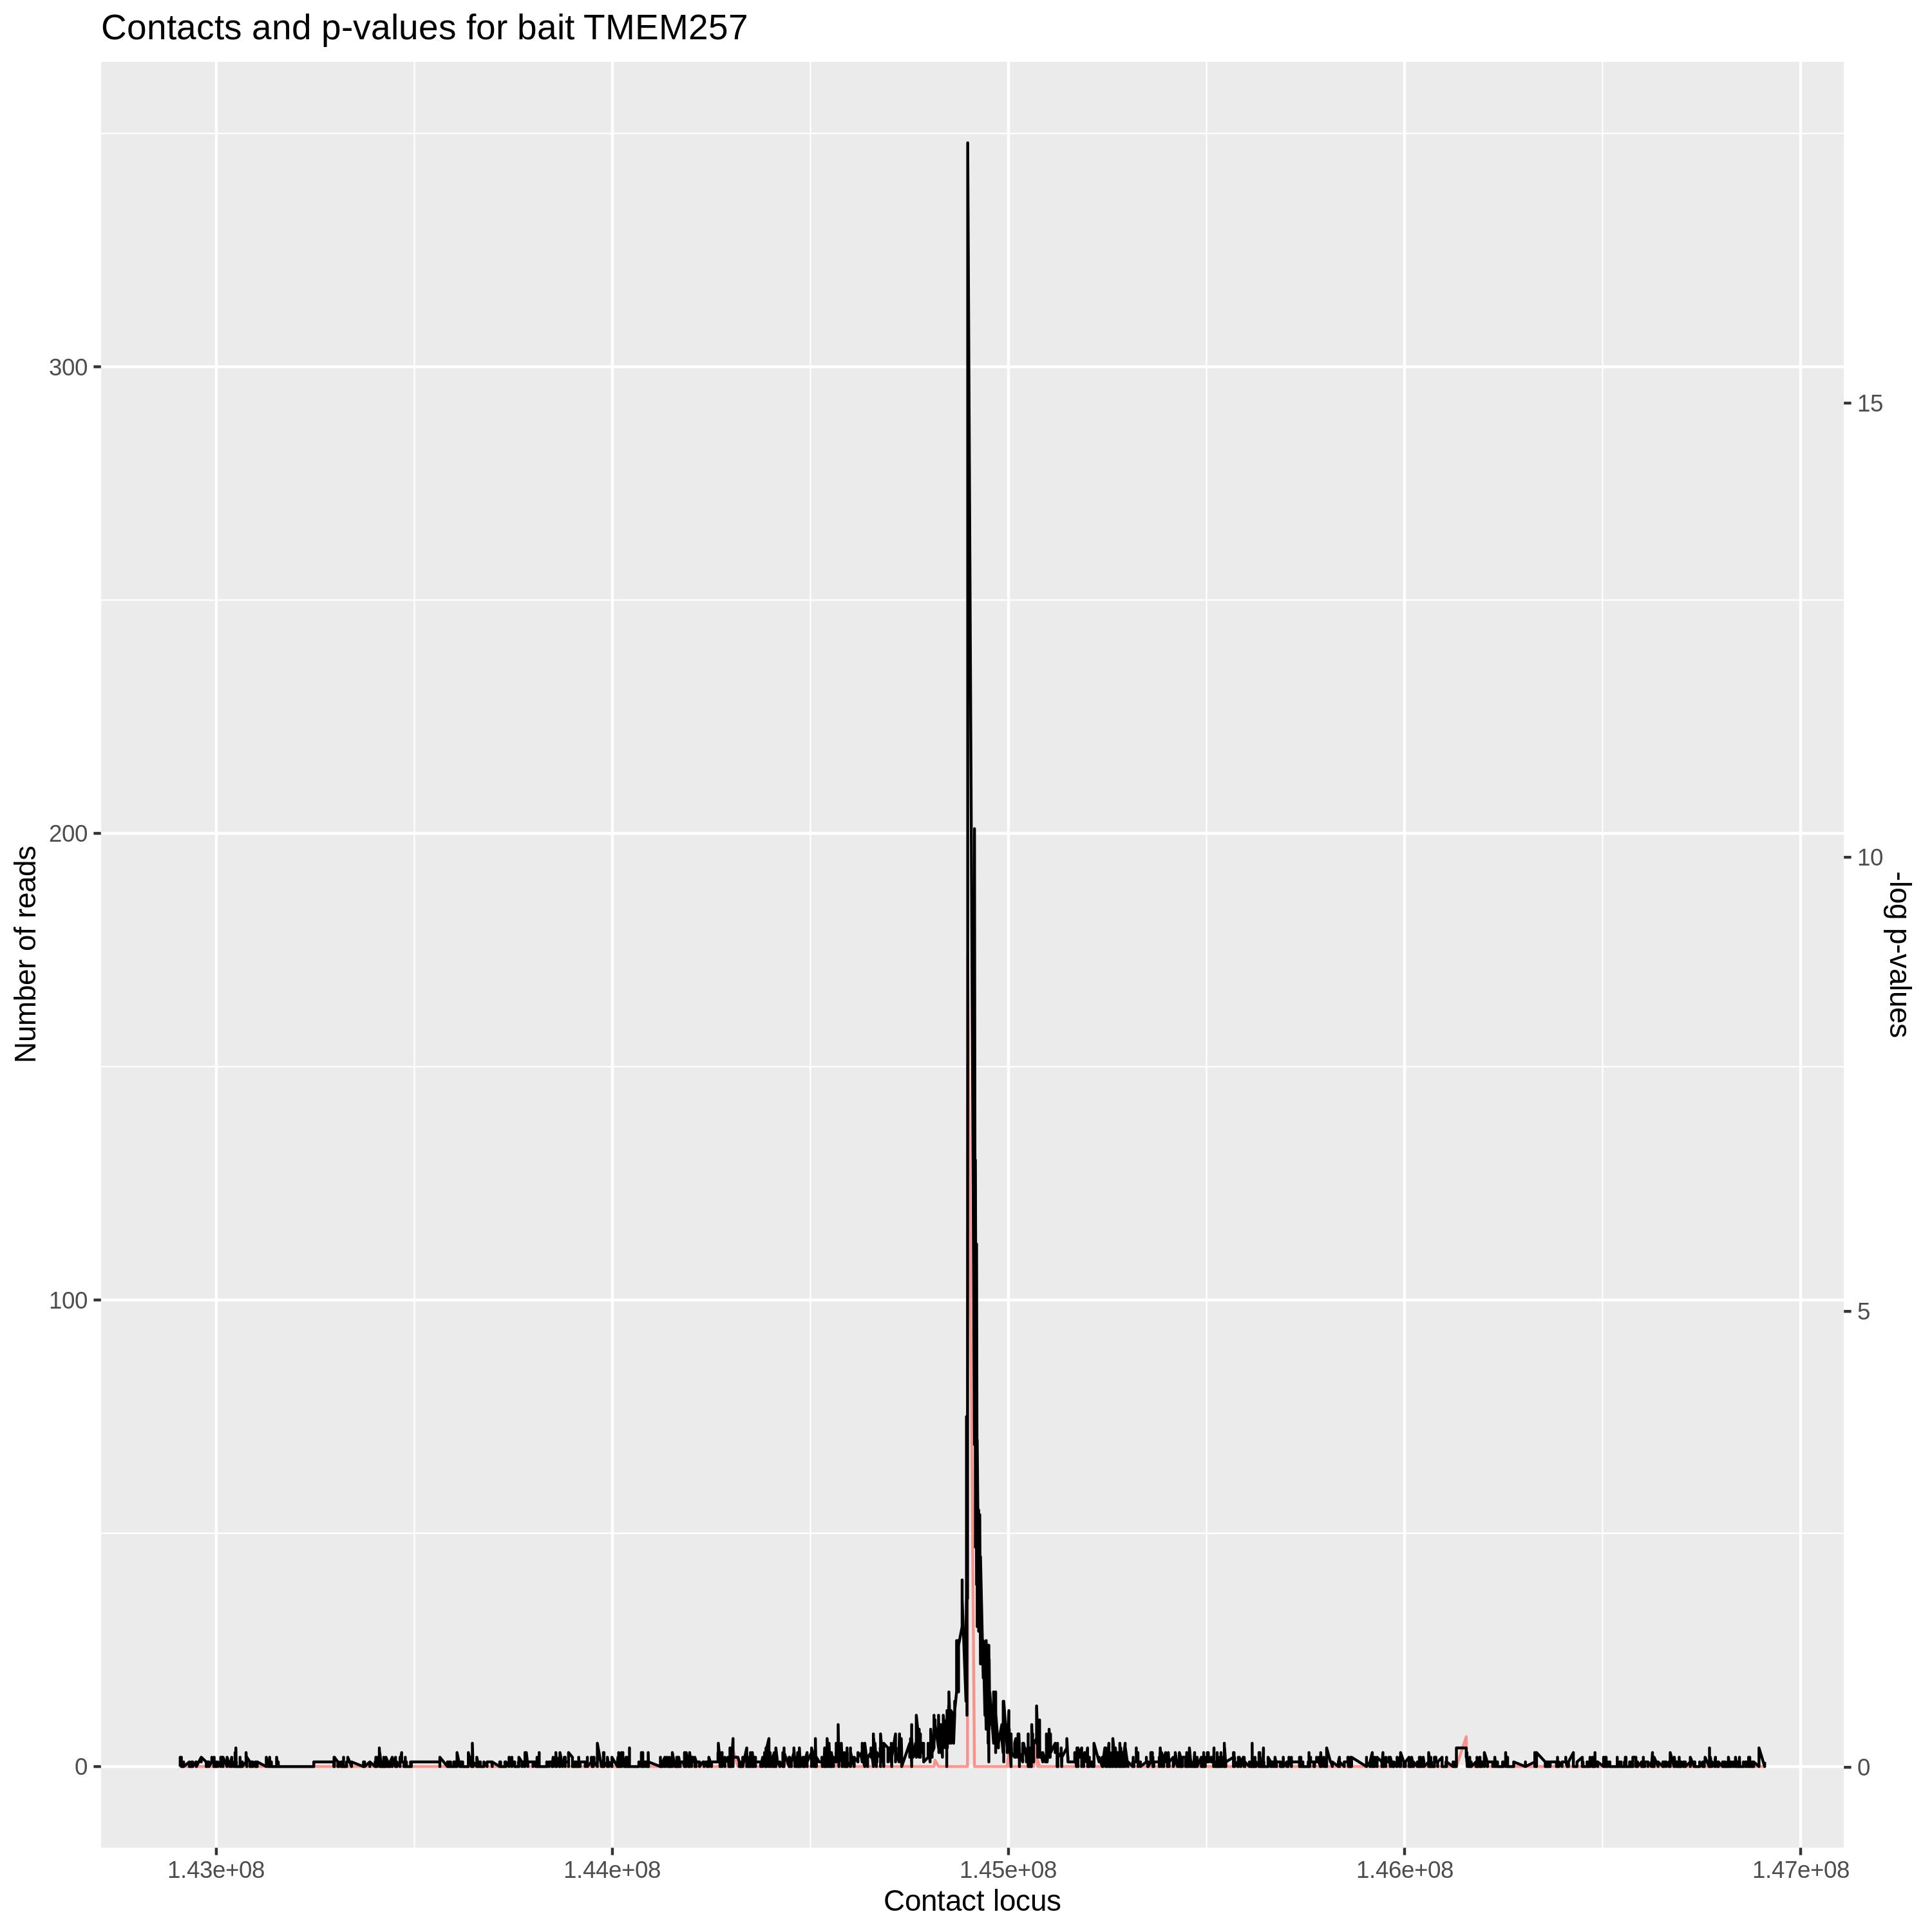 Contacts and p-values for bait TMEM257
Number of reads
300
200
100
0
15
10
5
0
-log p-values
1.43e+08
1.44e+08
1.45e+08
1.46e+08
1.47e+08
Contact locus